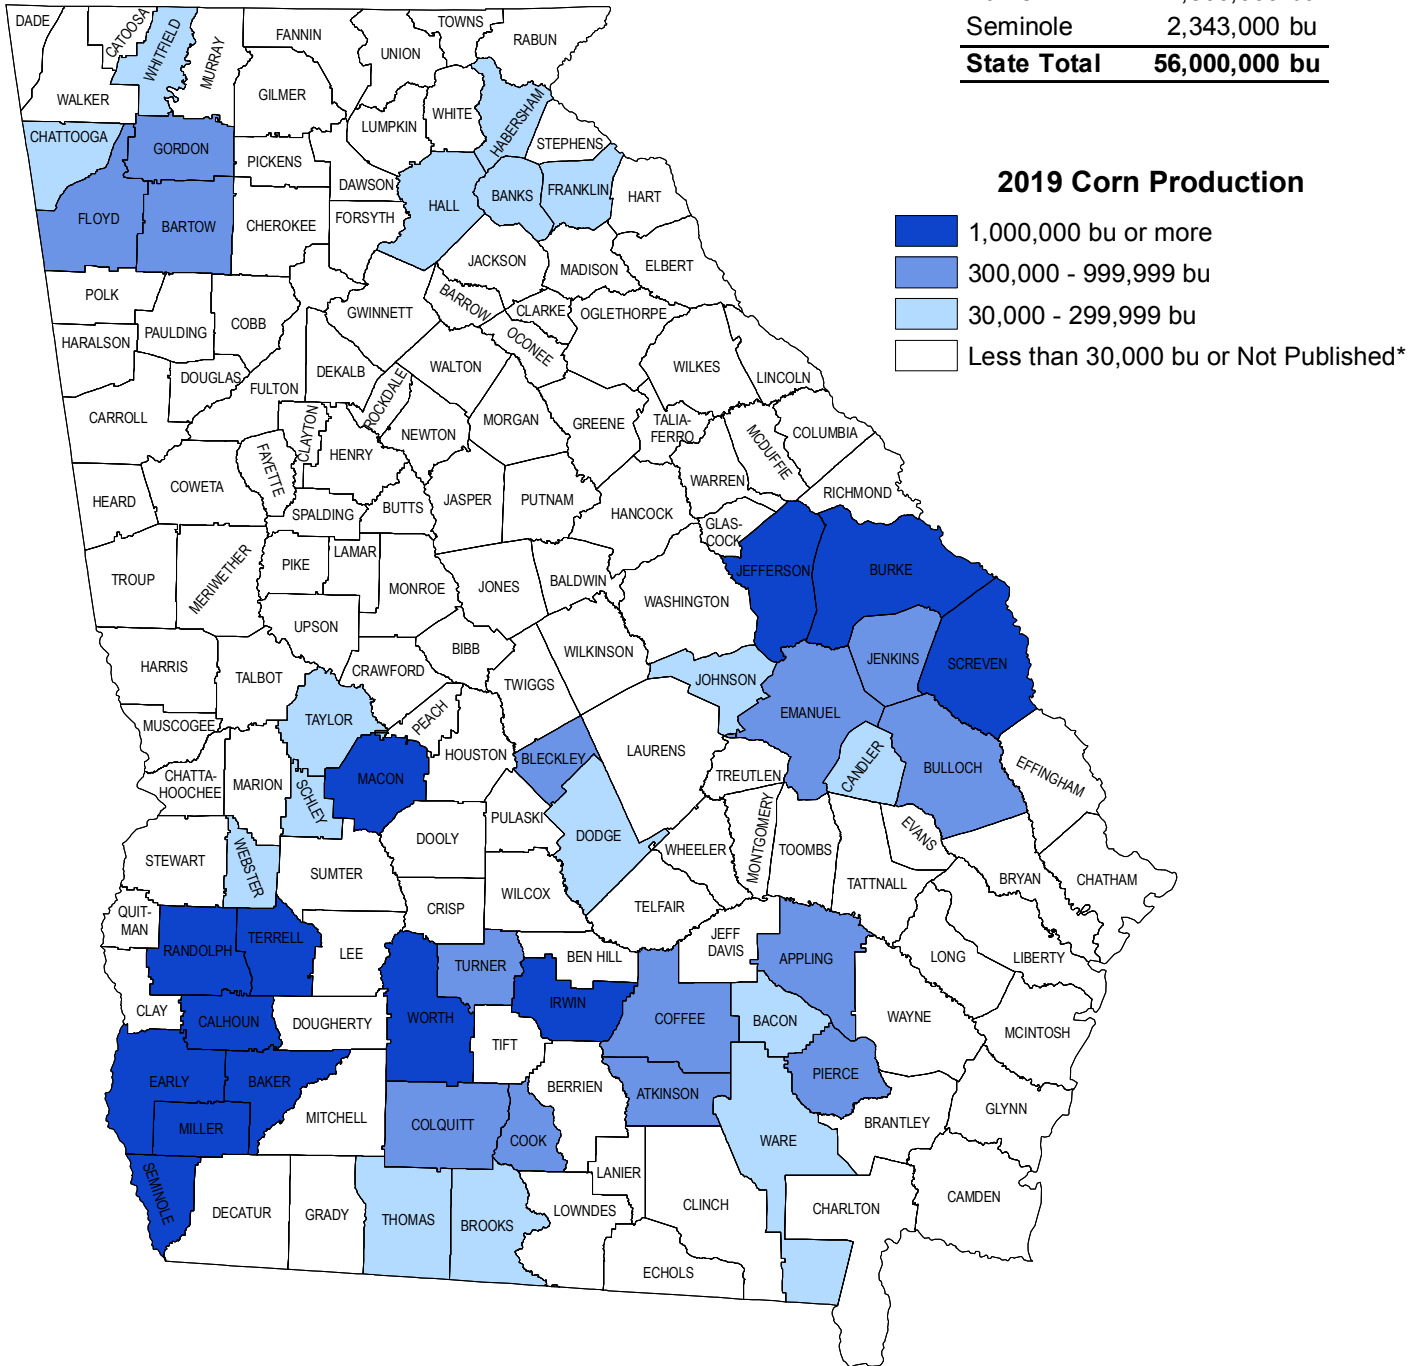 Seminole 2,343,000 bu
State Total 56,000,000 bu
2019 Corn Production
1,000,000 bu or more
300,000 - 999,999 bu
30,000 - 299,999 bu
Less than 30,000 bu or Not Published*
DADE
CATOOSA
WHITFIELD
MURRAY
FANNIN
UNION
TOWNS
RABUN
WALKER
GILMER
LUMPKIN
WHITE
HABERSHAM
STEPHENS
CHATTOOGA
GORDON
PICKENS
DAWSON
HALL
BANKS
FRANKLIN
HART
FLOYD
BARTOW
CHEROKEE
FORSYTH
JACKSON
MADISON
ELBERT
POLK
PAULDING
COBB
GWINNETT
BARROW
CLARKE
OCONEE
OGLETHORPE
HARALSON
DOUGLAS
FULTON
DEKALB
ROCKDALE
WALTON
WILKES
LINCOLN
CARROLL
CLAYTON
HENRY
NEWTON
MORGAN
GREENE
TALIA-
FERRO
MCDUFFIE
COLUMBIA
FAYETTE
HEARD
COWETA
SPALDING
BUTTS
JASPER
PUTNAM
HANCOCK
WARREN
RICHMOND
GLAS-
COCK
TROUP
MERIWETHER
PIKE
LAMAR
MONROE
JONES
BALDWIN
WASHINGTON
JEFFERSON
BURKE
UPSON
HARRIS
TALBOT
CRAWFORD
BIBB
TWIGGS
WILKINSON
JOHNSON
JENKINS
SCREVEN
MUSCOGEE
TAYLOR
PEACH
HOUSTON
BLECKLEY
LAURENS
EMANUEL
CHATTA-
HOOCHEE
MARION
SCHLEY
MACON
TREUTLEN
CANDLER
BULLOCH
EFFINGHAM
STEWART
WEBSTER
SUMTER
DOOLY
PULASKI
DODGE
WHEELER
MONTGOMERY
TOOMBS
EVANS
TATTNALL
BRYAN
CHATHAM
QUIT-
MAN
CRISP
WILCOX
TELFAIR
RANDOLPH
TERRELL
LEE
TURNER
BEN HILL
JEFF
DAVIS
APPLING
LONG
LIBERTY
CLAY
CALHOUN
DOUGHERTY
WORTH
IRWIN
COFFEE
BACON
WAYNE
MCINTOSH
TIFT
EARLY
BAKER
MITCHELL
BERRIEN
ATKINSON
PIERCE
GLYNN
MILLER
COLQUITT
COOK
WARE
BRANTLEY
LANIER
SEMINOLE
DECATUR
GRADY
THOMAS
BROOKS
LOWNDES
CLINCH
CHARLTON
CAMDEN
ECHOLS